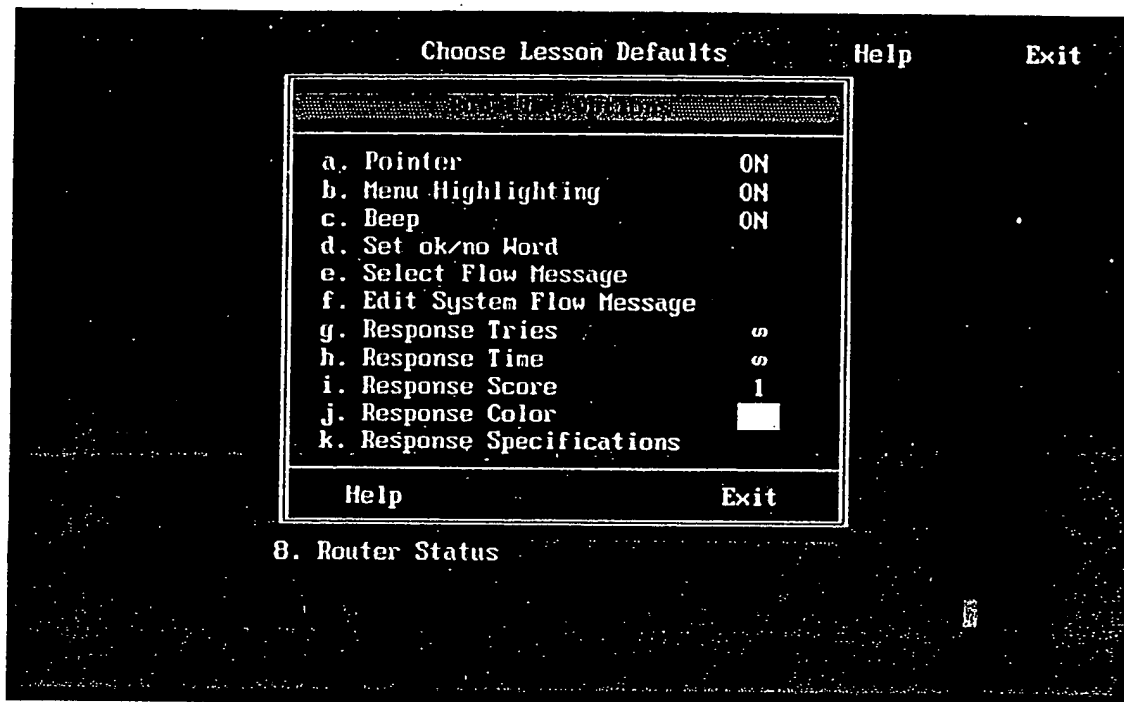 Choose Lesson Defaults Help Exit
Options
a. Pointer ON
b. Menu Highlighting ON
c. Beep ON
d. Set ok/no Word
e. Select Flow Message
f. Edit System Flow Message
g. Response Tries ∞
h. Response Time ∞
i. Response Score 1
j. Response Color
k. Response Specifications
Help Exit
8. Router Status